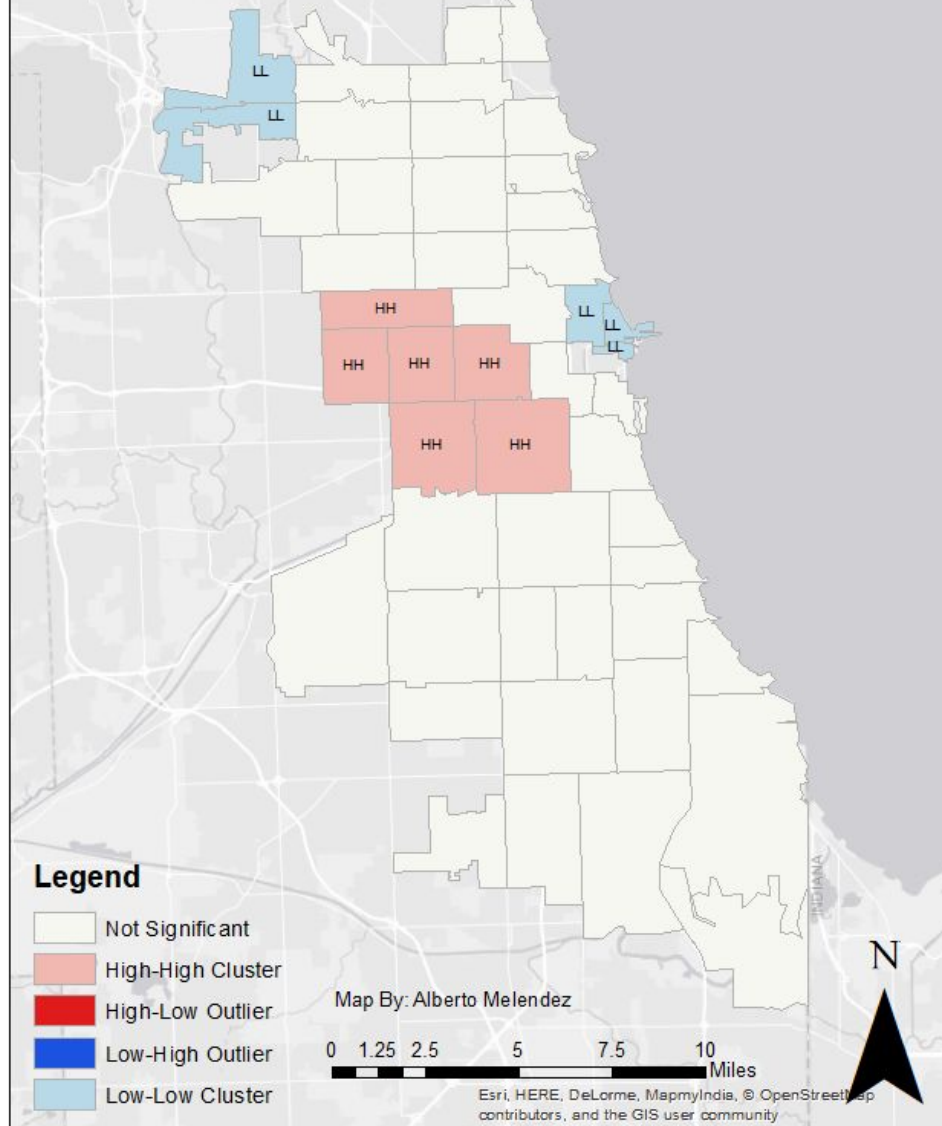 LL
LL
HH
LL
LL
LL
HH
HH
HH
HH
HH
Legend
Not Significant
High-High Cluster
High-Low Outlier
Low-High Outlier
Low-Low Cluster
INDIANA
N
Map By: Alberto Melendez
0 1.25 2.5 5 7.5 10
Miles
Esri, HERE, DeLorme, MapmyIndia, © OpenStreetMap
contributors, and the GIS user community